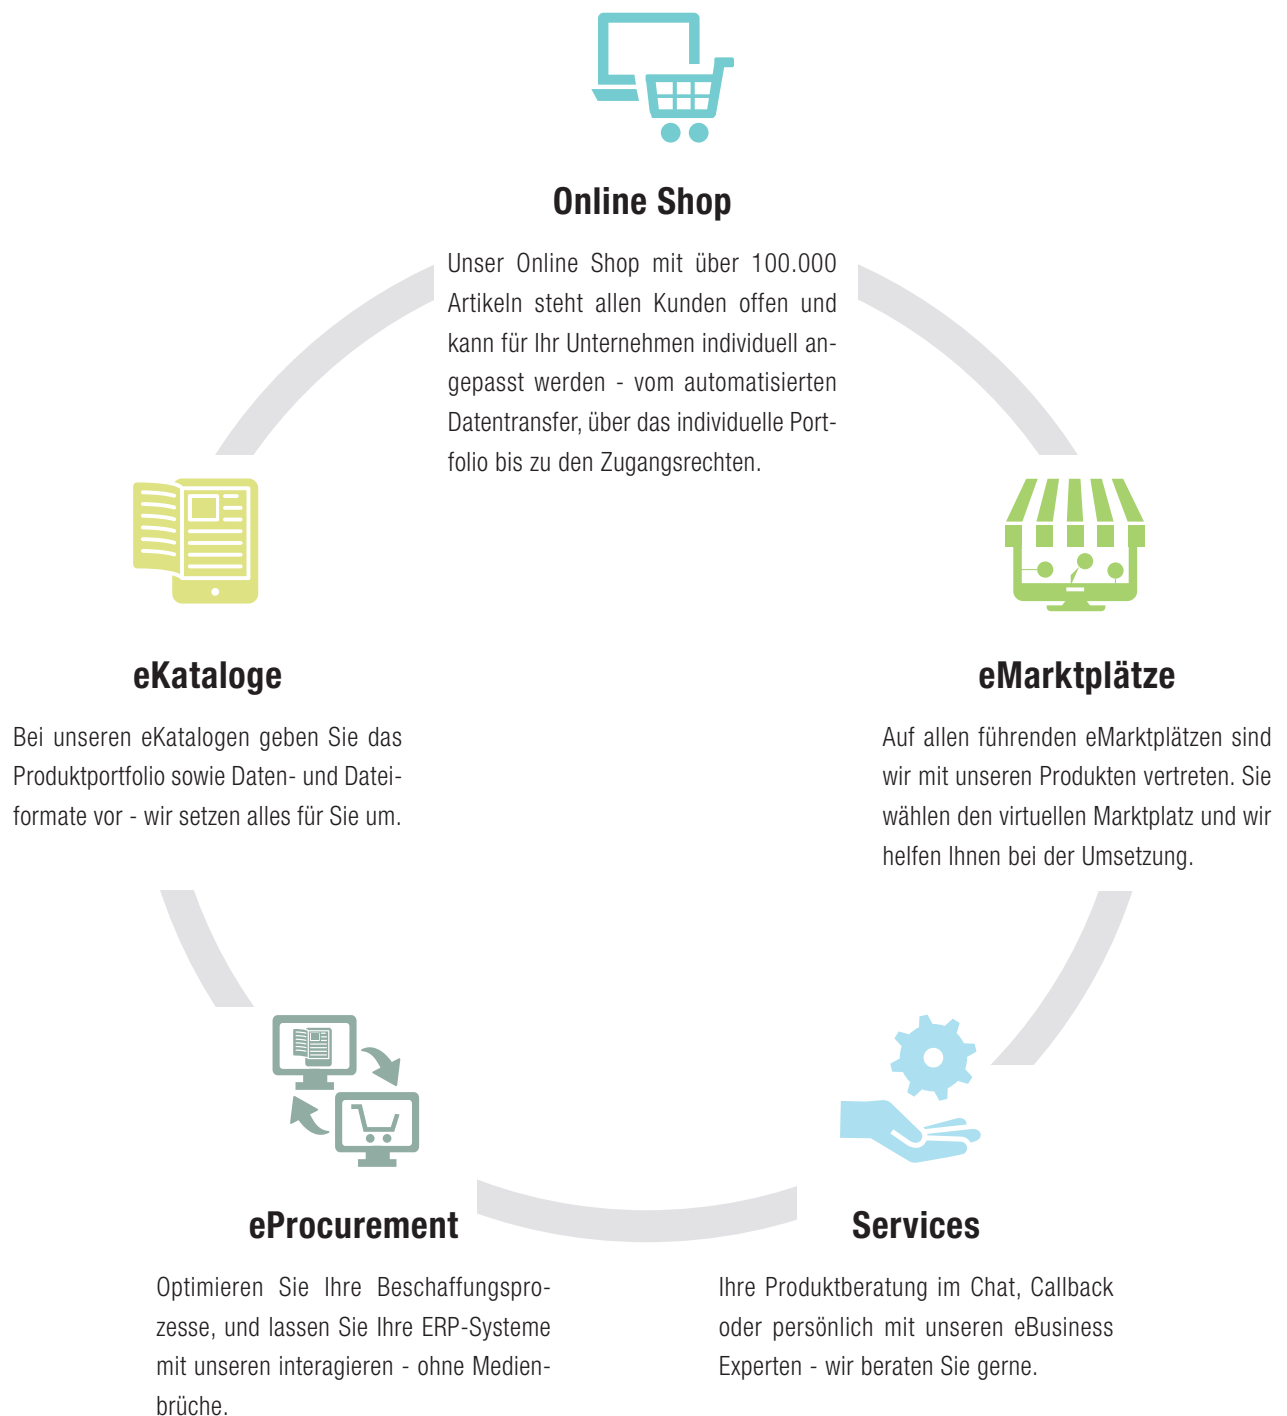 Online Shop
Unser Online Shop mit über 100.000
Artikeln steht allen Kunden offen und
kann für Ihr Unternehmen individuell an-
gepasst werden - vom automatisierten
Datentransfer, über das individuelle Port-
folio bis zu den Zugangsrechten.
eKataloge
Bei unseren eKatalogen geben Sie das
Produktportfolio sowie Daten- und Datei-
formate vor - wir setzen alles für Sie um.
eMarktplätze
Auf allen führenden eMarktplätzen sind
wir mit unseren Produkten vertreten. Sie
wählen den virtuellen Marktplatz und wir
helfen Ihnen bei der Umsetzung.
eProcurement
Optimieren Sie Ihre Beschaffungspro-
zesse, und lassen Sie Ihre ERP-Systeme
mit unseren interagieren - ohne Medien-
brüche.
Services
Ihre Produktberatung im Chat, Callback
oder persönlich mit unseren eBusiness
Experten - wir beraten Sie gerne.